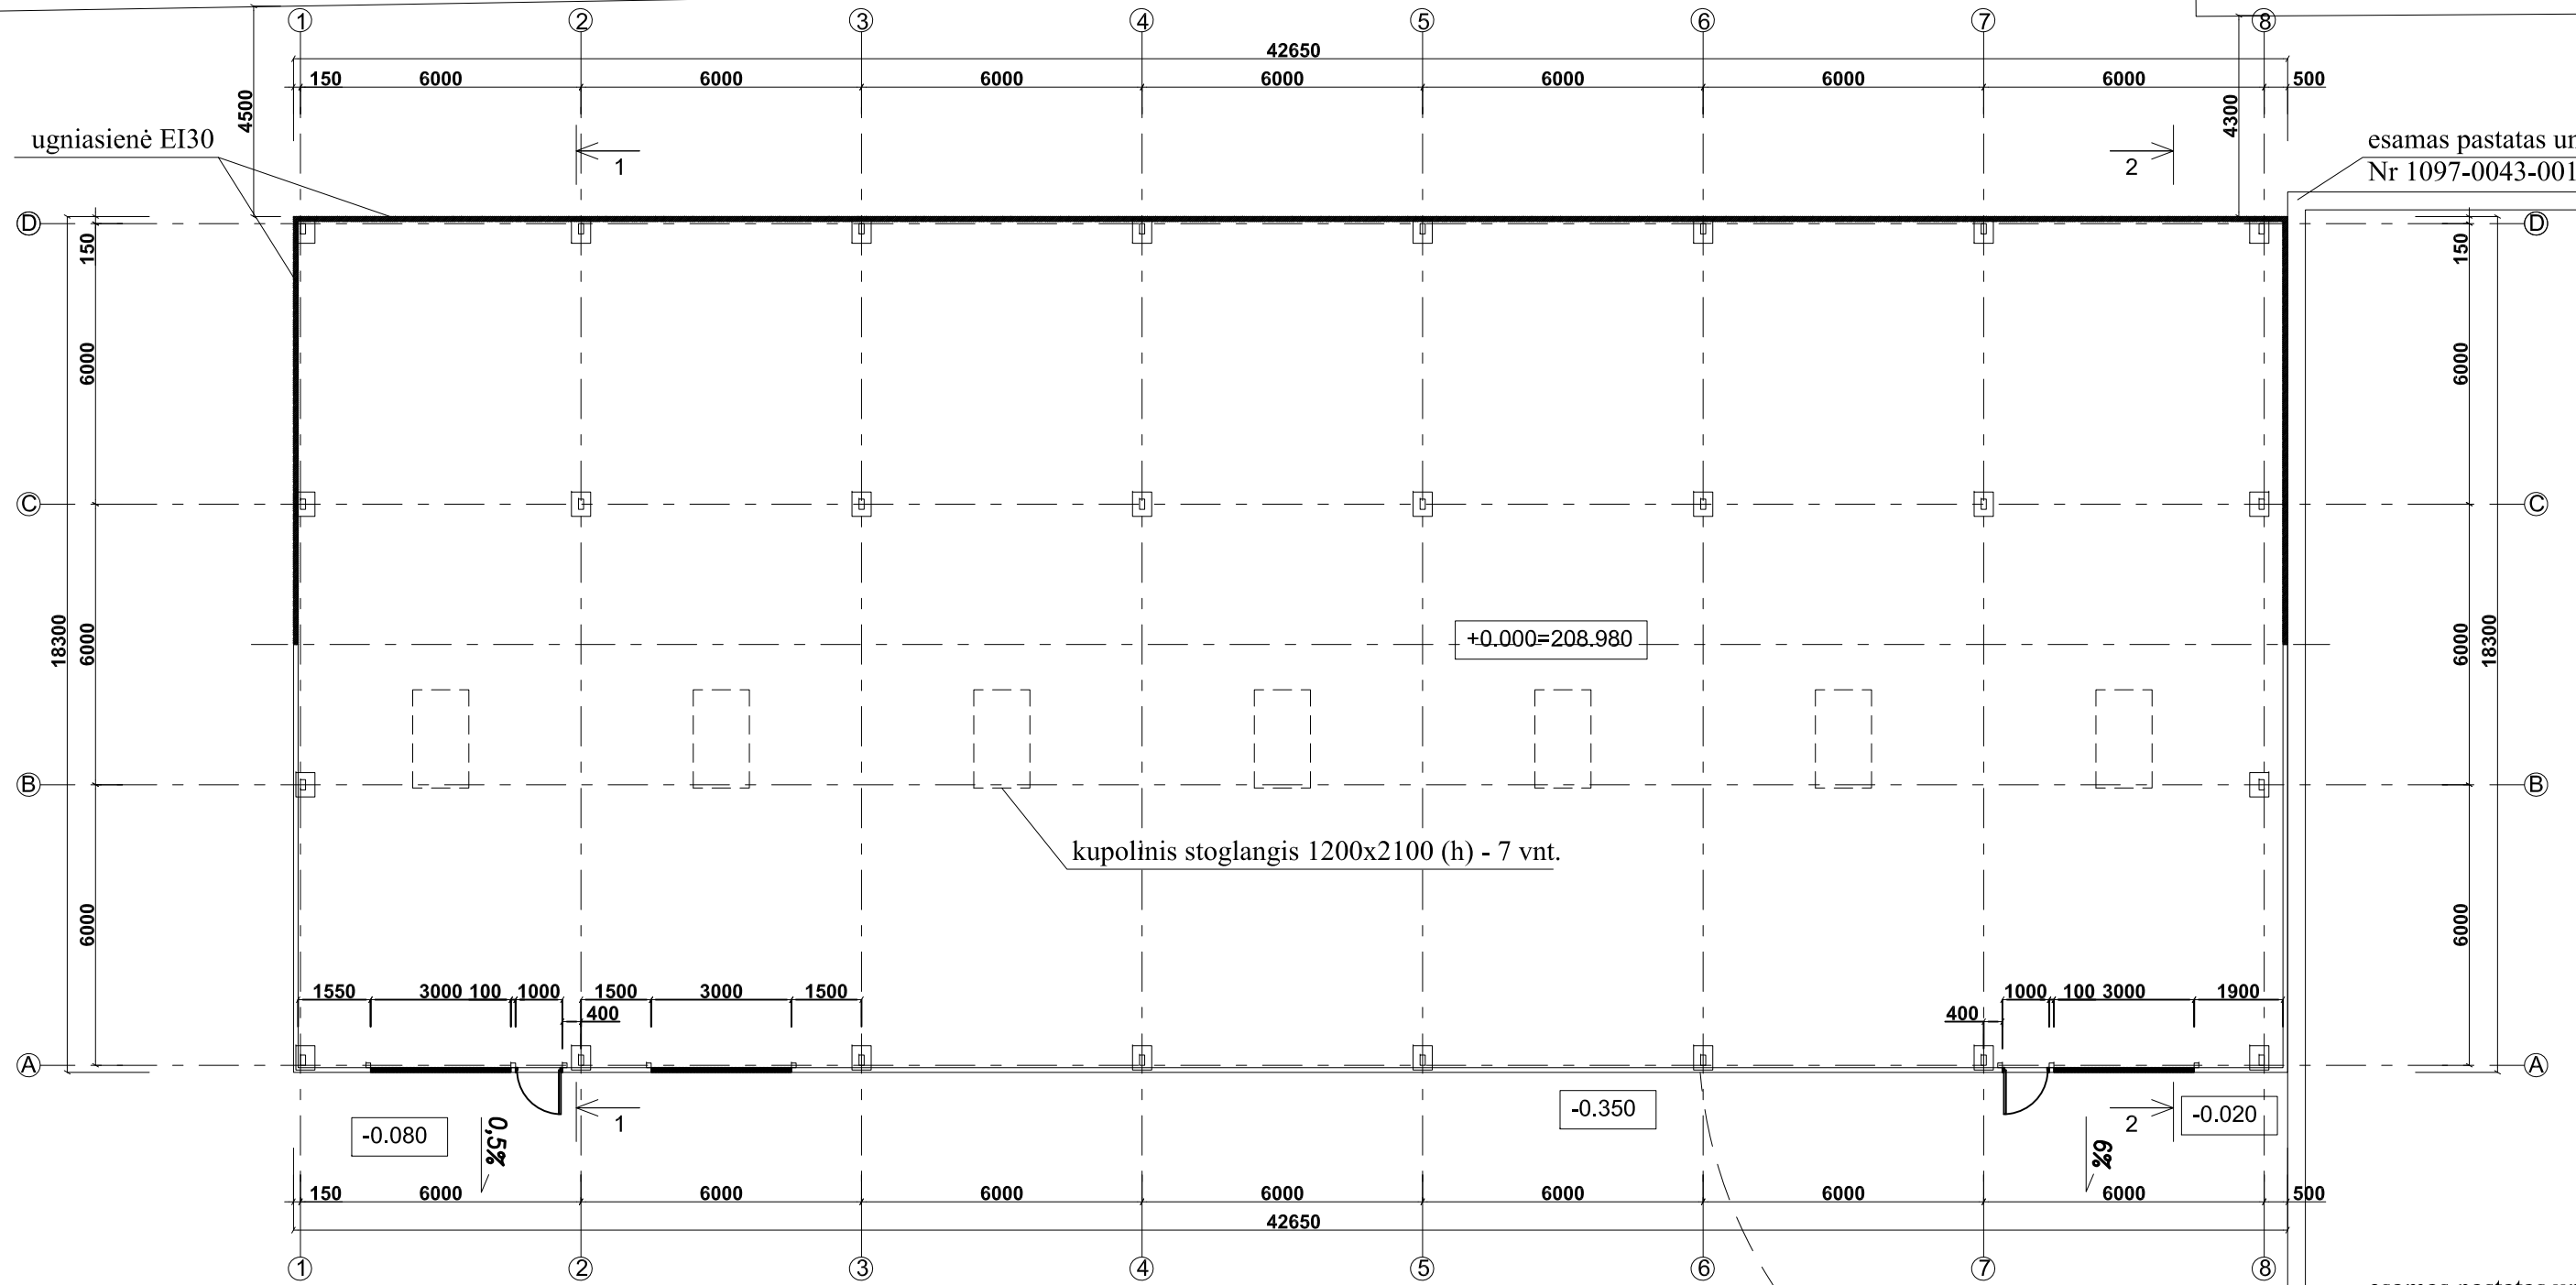 1 2 3 4 5 6 7 8
42650
150 6000 6000 6000 6000 6000 6000 6000 500
4500
4300
ugniasienė EI30
1
2
esamas pastatas
Nr 1097-0043-001
D D
150 150
6000 6000
C C
18300 6000 6000 18300
+0.000=208.980
B B
kupolinis stoglangis 1200x2100 (h) - 7 vnt.
6000 6000
1550 3000 100 1000 1500 3000 1500 1000 100 3000 1900
400 400
A A
-0.080
0,5%
1
-0.350
2
-0.020
6%
150 6000 6000 6000 6000 6000 6000 6000 500
42650
1 2 3 4 5 6 7 8